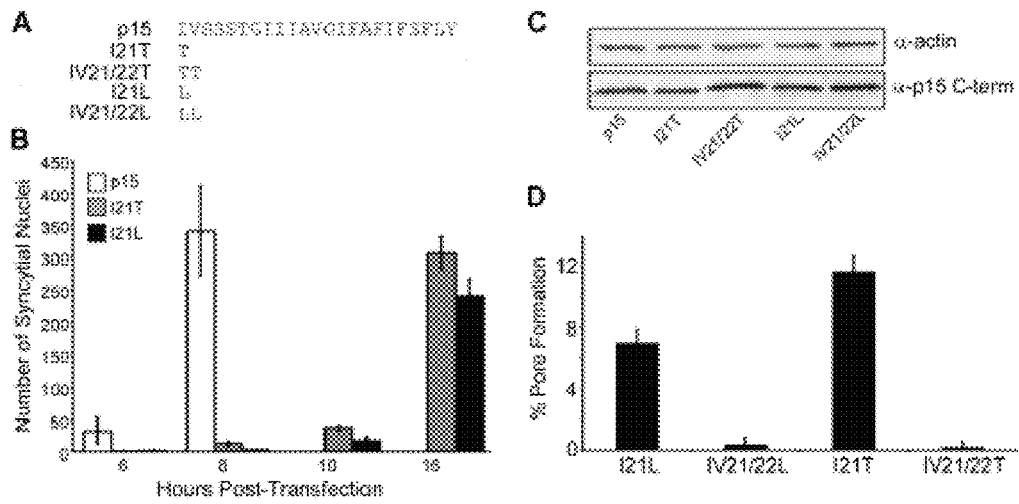 A
p15 IVSSSTGIIIAVGIFAFIFSFLY
I21T T
IV21/22T TT
I21L L
IV21/22L LL
C
α-actin
α-p15 C-term
p15 I21T IV21/22T I21L IV21/22L
B
450
400
350
300
250
200
150
100
50
0
Number of Syncytial Nuclei
p15
I21T
I21L
6 8 10 16
Hours Post-Transfection
D
12
8
4
0
% Pore Formation
I21L IV21/22L I21T IV21/22T